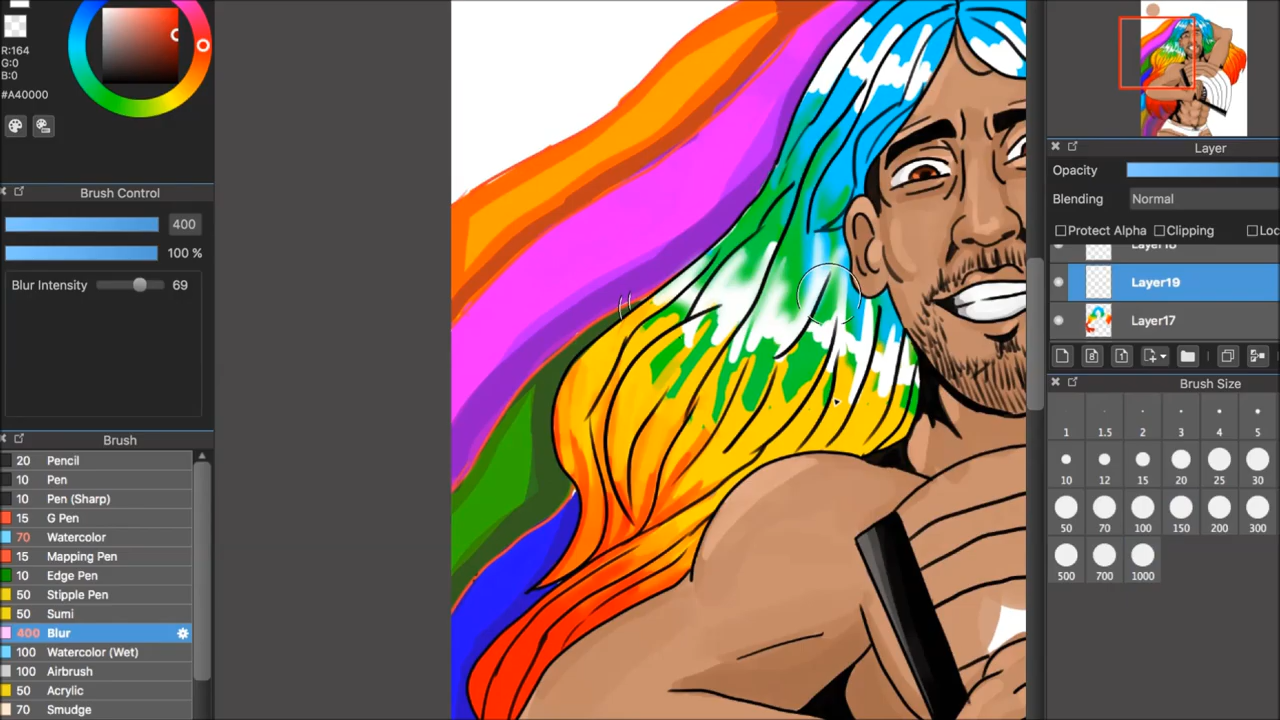 R:164
G:0
B:0
#A40000
Brush Control
400
100 %
Blur Intensity 69
Brush
20 Pencil
10 Pen
10 Pen (Sharp)
15 G Pen
70 Watercolor
15 Mapping Pen
10 Edge Pen
50 Stipple Pen
50 Sumi
400 Blur
100 Watercolor (Wet)
100 Airbrush
50 Acrylic
70 Smudge
Layer
Opacity
Blending Normal
Protect Alpha Clipping Loc
Layer19
Layer17
Brush Size
1 1.5 2 3 4 5
10 12 15 20 25 30
50 70 100 150 200 300
500 700 1000